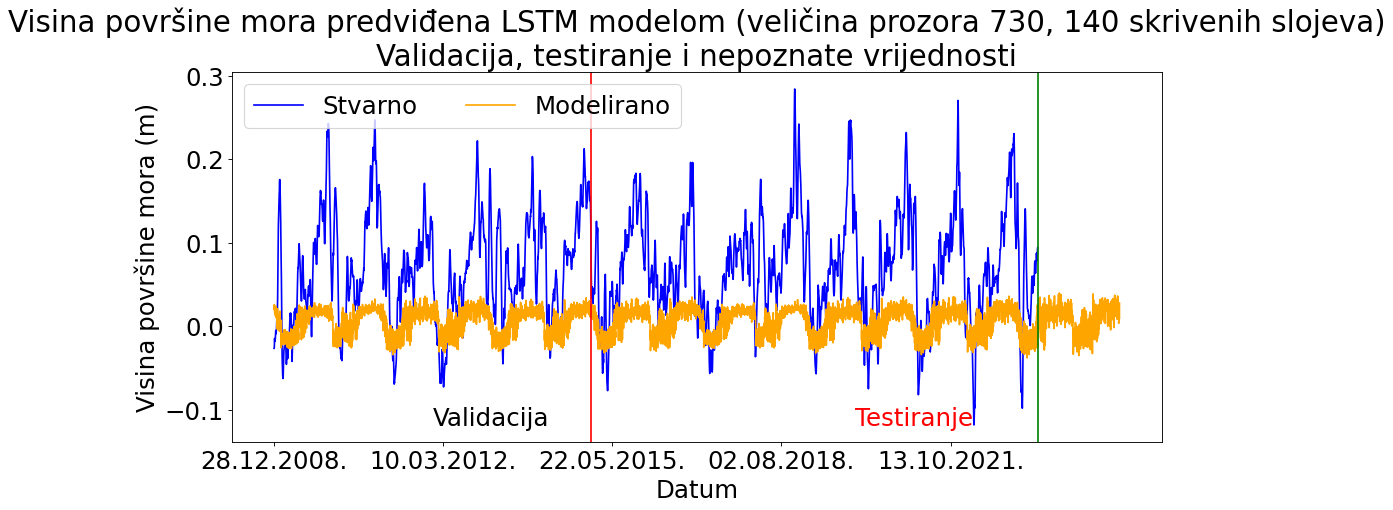 Visina površine mora predviđena LSTM modelom (veličina prozora 730, 140 skrivenih slojeva)
Validacija, testiranje i nepoznate vrijednosti
Stvarno Modelirano
Visina površine mora (m)
0.3
0.2
0.1
0.0
−0.1
Validacija Testiranje
28.12.2008. 10.03.2012. 22.05.2015. 02.08.2018. 13.10.2021.
Datum